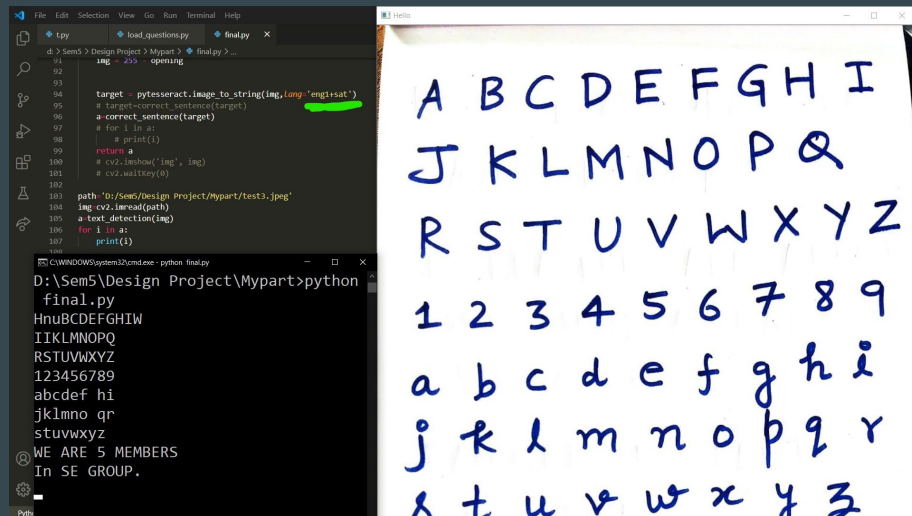 File Edit Selection View Go Run Terminal Help
t.py load_questions.py final.py
d: > Sem5 > Design Project > Mypart > final.py > ...
91 img = 255 - opening
92
93
94 target = pytesseract.image_to_string(img,lang='eng1+sat')
95 # target=correct_sentence(target)
96 a=correct_sentence(target)
97 # for i in a:
98 # print(i)
99 return a
100 # cv2.imshow('img', img)
101 # cv2.waitKey(0)
102
103 path='D:/Sem5/Design Project/Mypart/test3.jpeg'
104 img=cv2.imread(path)
105 a=text_detection(img)
106 for i in a:
107 print(i)
108
C:\WINDOWS\system32\cmd.exe - python final.py
D:\Sem5\Design Project\Mypart>python
final.py
HnuBCDEFGHIW
IIKLMNOPQ
RSTUVWXYZ
123456789
abcdef hi
jklmno qr
stuvwxyz
WE ARE 5 MEMBERS
In SE GROUP.
Hello
A B C D E F G H I
J K L M N O P Q
R S T U V W X Y Z
1 2 3 4 5 6 7 8 9
a b c d e f g h i
j k l m n o p q r
s t u v w x y z